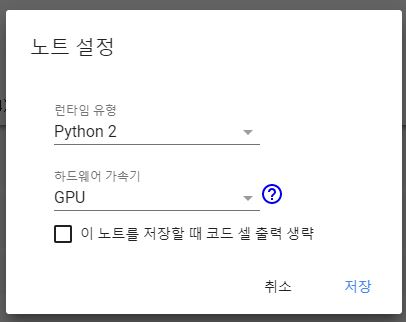 노트 설정
런타임 유형
Python 2
하드웨어 가속기
GPU
이 노트를 저장할 때 코드 셀 출력 생략
취소 저장